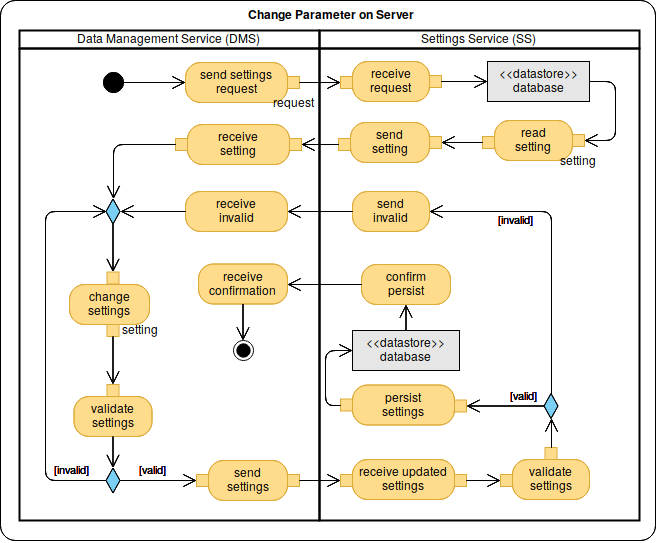 Change Parameter on Server
Data Management Service (DMS)
Settings Service (SS)
send settings
request
request
receive
request
<<datastore>>
database
receive
setting
send
setting
read
setting
setting
receive
invalid
send
invalid
[invalid]
change
settings
setting
receive
confirmation
confirm
persist
<<datastore>>
database
validate
settings
persist
settings
[valid]
[invalid]
[valid]
send
settings
receive updated
settings
validate
settings